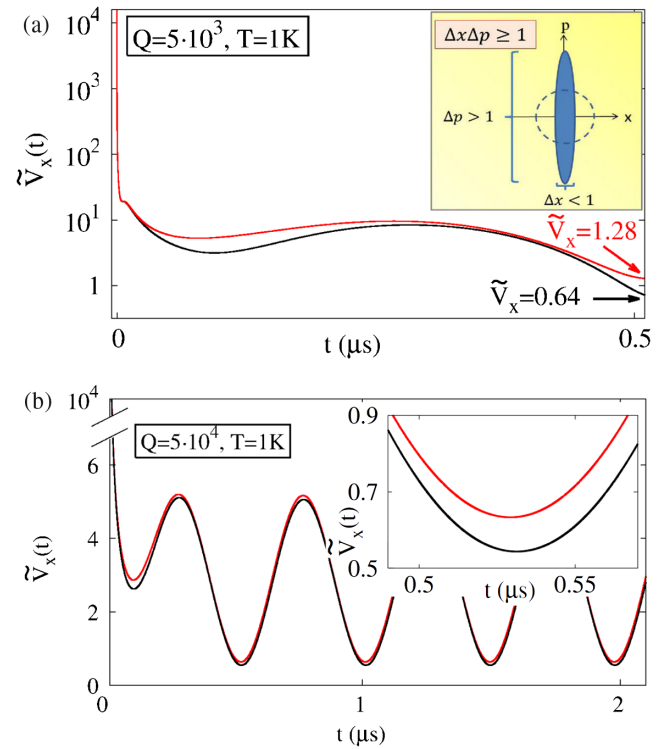 (a)
Q=5·10³, T=1K
10⁴
10³
10²
10¹
1
Ṽₓ(t)
ΔxΔp ≥ 1
p
Δp > 1
x
Δx < 1
Ṽₓ=1.28
Ṽₓ=0.64
0
0.5
t (μs)
(b)
10⁴
Q=5·10⁴, T=1K
6
4
2
0
Ṽₓ(t)
0.9
0.7
0.5
Ṽₓ(t)
0.5
0.55
t (μs)
0
1
2
t (μs)